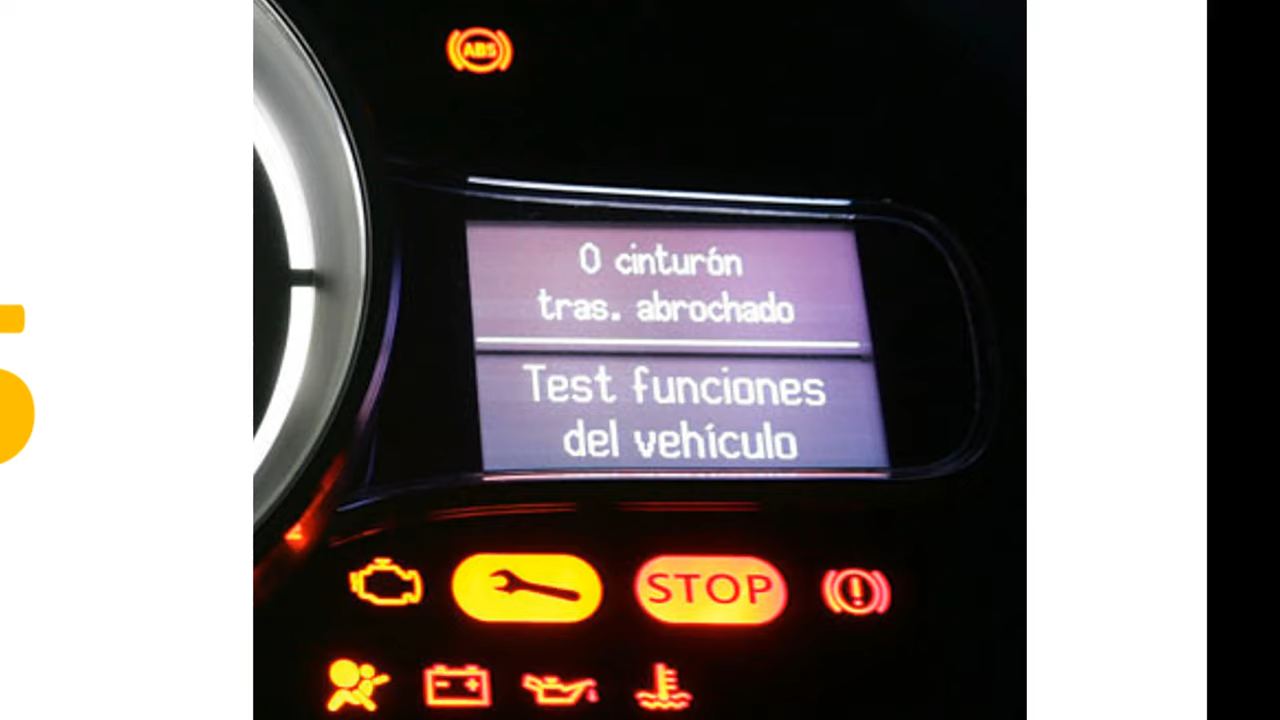 ABS
0 cinturón
tras. abrochado
Test funciones
del vehículo
STOP